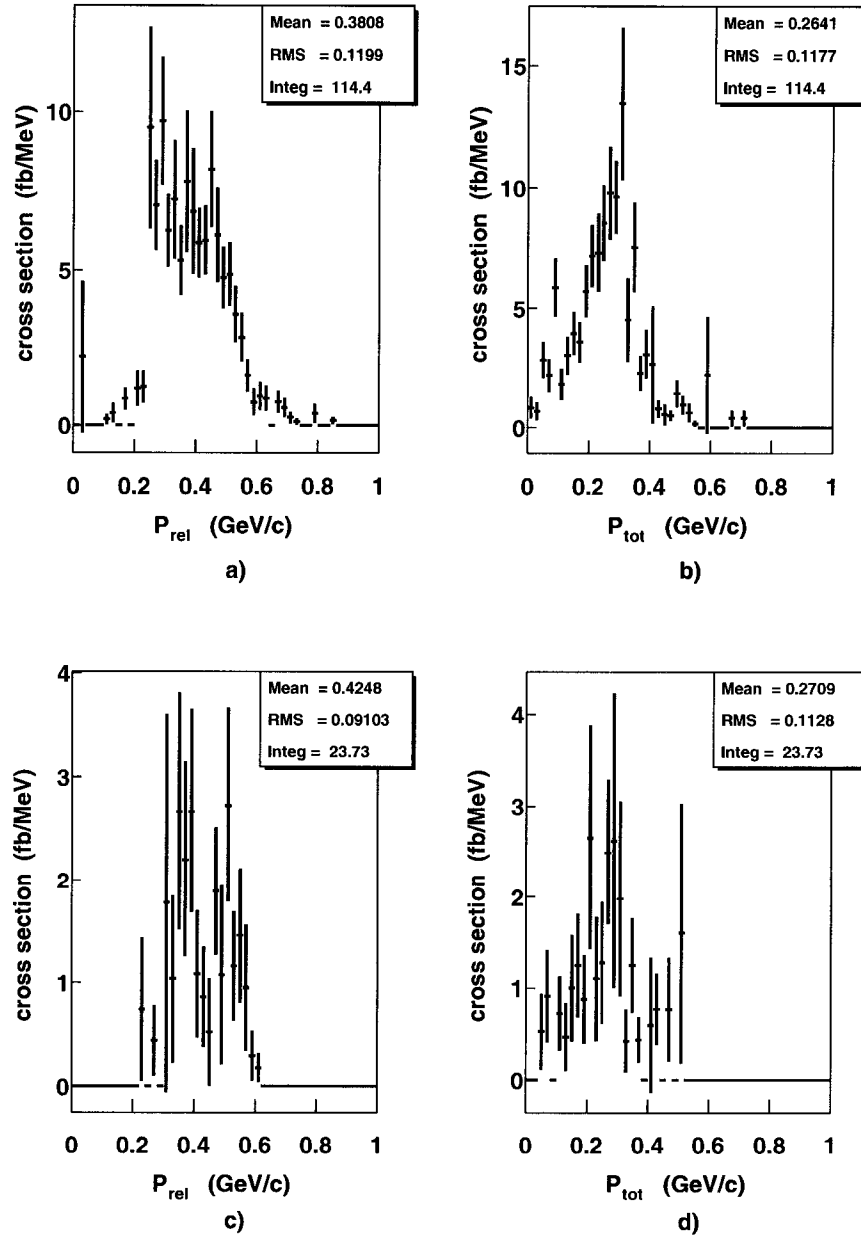 Mean = 0.3808
RMS = 0.1199
Integ = 114.4
10
5
0
cross section (fb/MeV)
0 0.2 0.4 0.6 0.8 1
P_rel (GeV/c)
a)
Mean = 0.2641
RMS = 0.1177
Integ = 114.4
15
10
5
0
cross section (fb/MeV)
0 0.2 0.4 0.6 0.8 1
P_tot (GeV/c)
b)
Mean = 0.4248
RMS = 0.09103
Integ = 23.73
4
3
2
1
0
cross section (fb/MeV)
0 0.2 0.4 0.6 0.8 1
P_rel (GeV/c)
c)
Mean = 0.2709
RMS = 0.1128
Integ = 23.73
4
3
2
1
0
cross section (fb/MeV)
0 0.2 0.4 0.6 0.8 1
P_tot (GeV/c)
d)